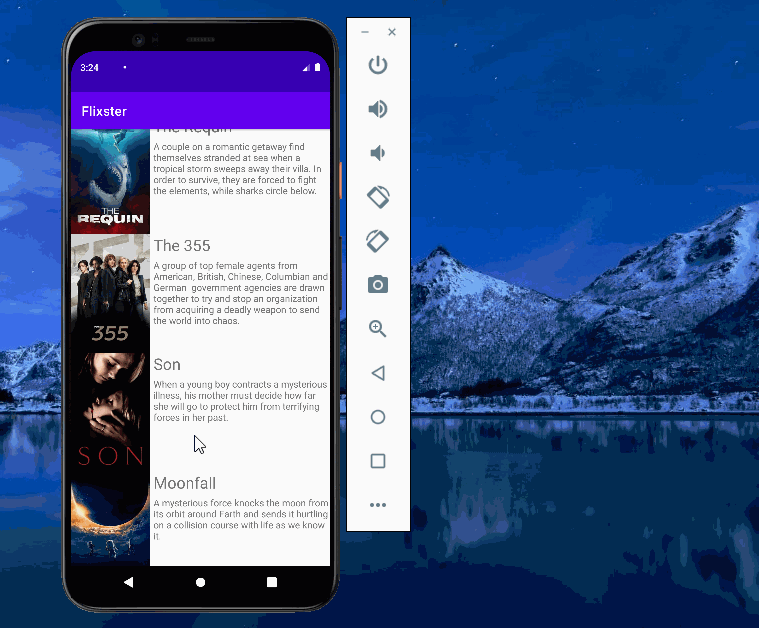 3:24
Flixster
The Requin
A couple on a romantic getaway find
themselves stranded at sea when a
tropical storm sweeps away their villa. In
order to survive, they are forced to fight
the elements, while sharks circle below.
THE
REQUIN
The 355
A group of top female agents from
American, British, Chinese, Columbian and
German  government agencies are drawn
together to try and stop an organization
from acquiring a deadly weapon to send
the world into chaos.
355
355
Son
When a young boy contracts a mysterious
illness, his mother must decide how far
she will go to protect him from terrifying
forces in her past.
SON
Moonfall
A mysterious force knocks the moon from
its orbit around Earth and sends it hurtling
on a collision course with life as we know
it.